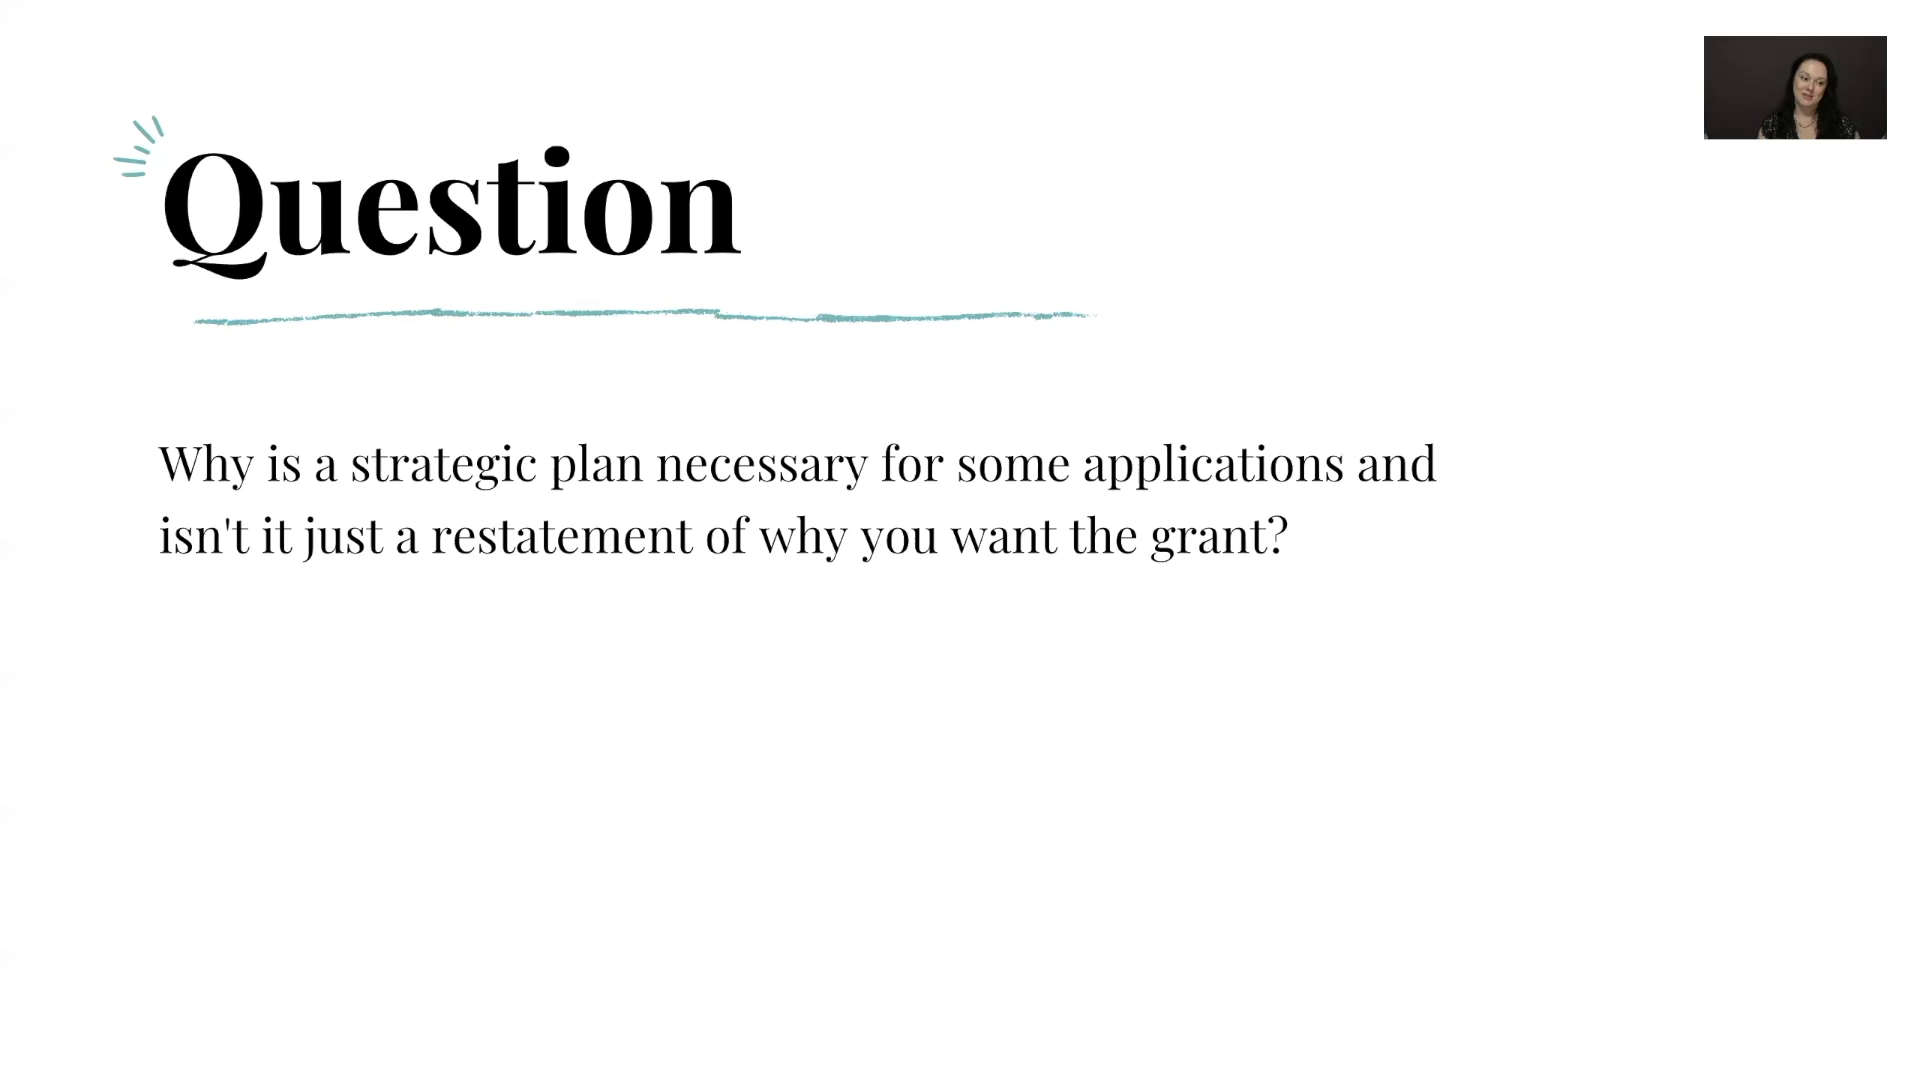 Question
Why is a strategic plan necessary for some applications and
isn't it just a restatement of why you want the grant?